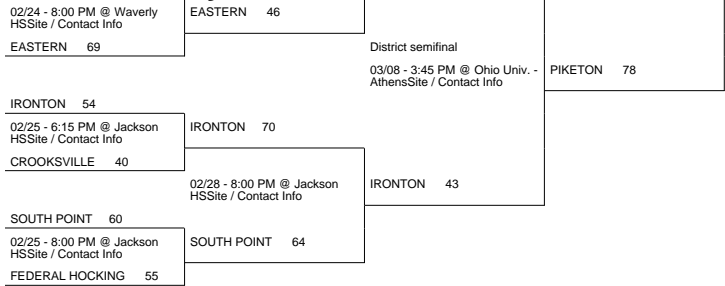 02/24 - 8:00 PM @ Waverly
HSSite / Contact Info
EASTERN 46
EASTERN 69
District semifinal
03/08 - 3:45 PM @ Ohio Univ. -
AthensSite / Contact Info
PIKETON 78
IRONTON 54
02/25 - 6:15 PM @ Jackson
HSSite / Contact Info
IRONTON 70
CROOKSVILLE 40
02/28 - 8:00 PM @ Jackson
HSSite / Contact Info
IRONTON 43
SOUTH POINT 60
02/25 - 8:00 PM @ Jackson
HSSite / Contact Info
SOUTH POINT 64
FEDERAL HOCKING 55